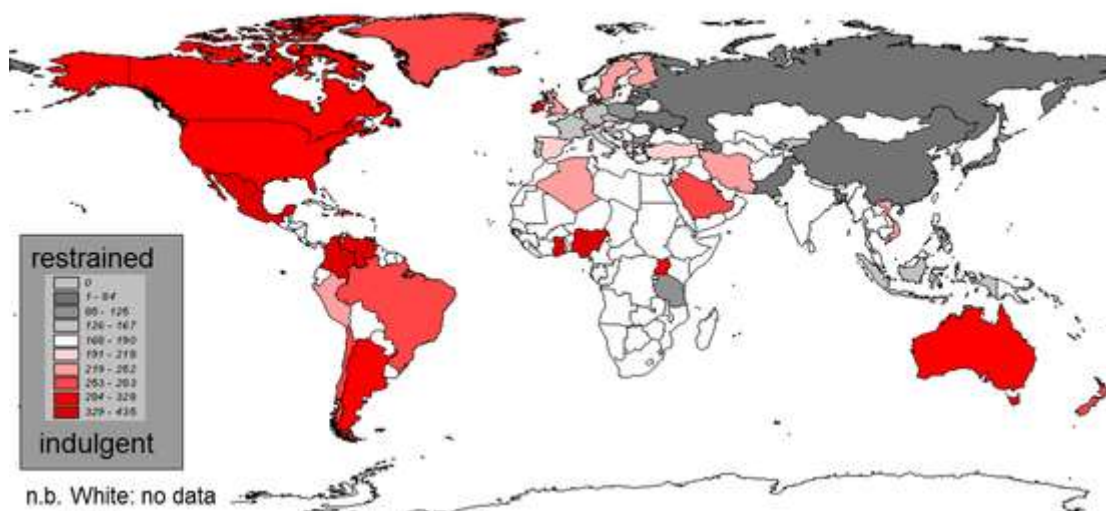 restrained
0
1 - 84
85 - 125
126 - 167
168 - 190
191 - 218
219 - 252
253 - 283
284 - 328
329 - 435
indulgent
n.b. White: no data